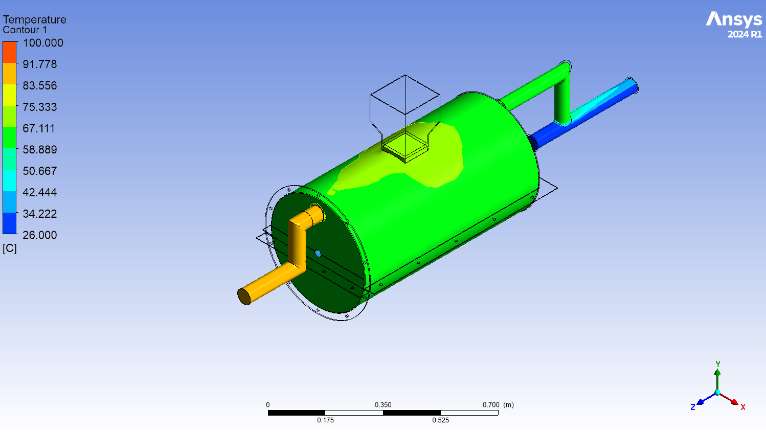 Temperature
Contour 1
100.000
91.778
83.556
75.333
67.111
58.889
50.667
42.444
34.222
26.000
[C]
Ansys
2024 R1
0 0.350 0.700 (m)
0.175 0.525
Y
Z X